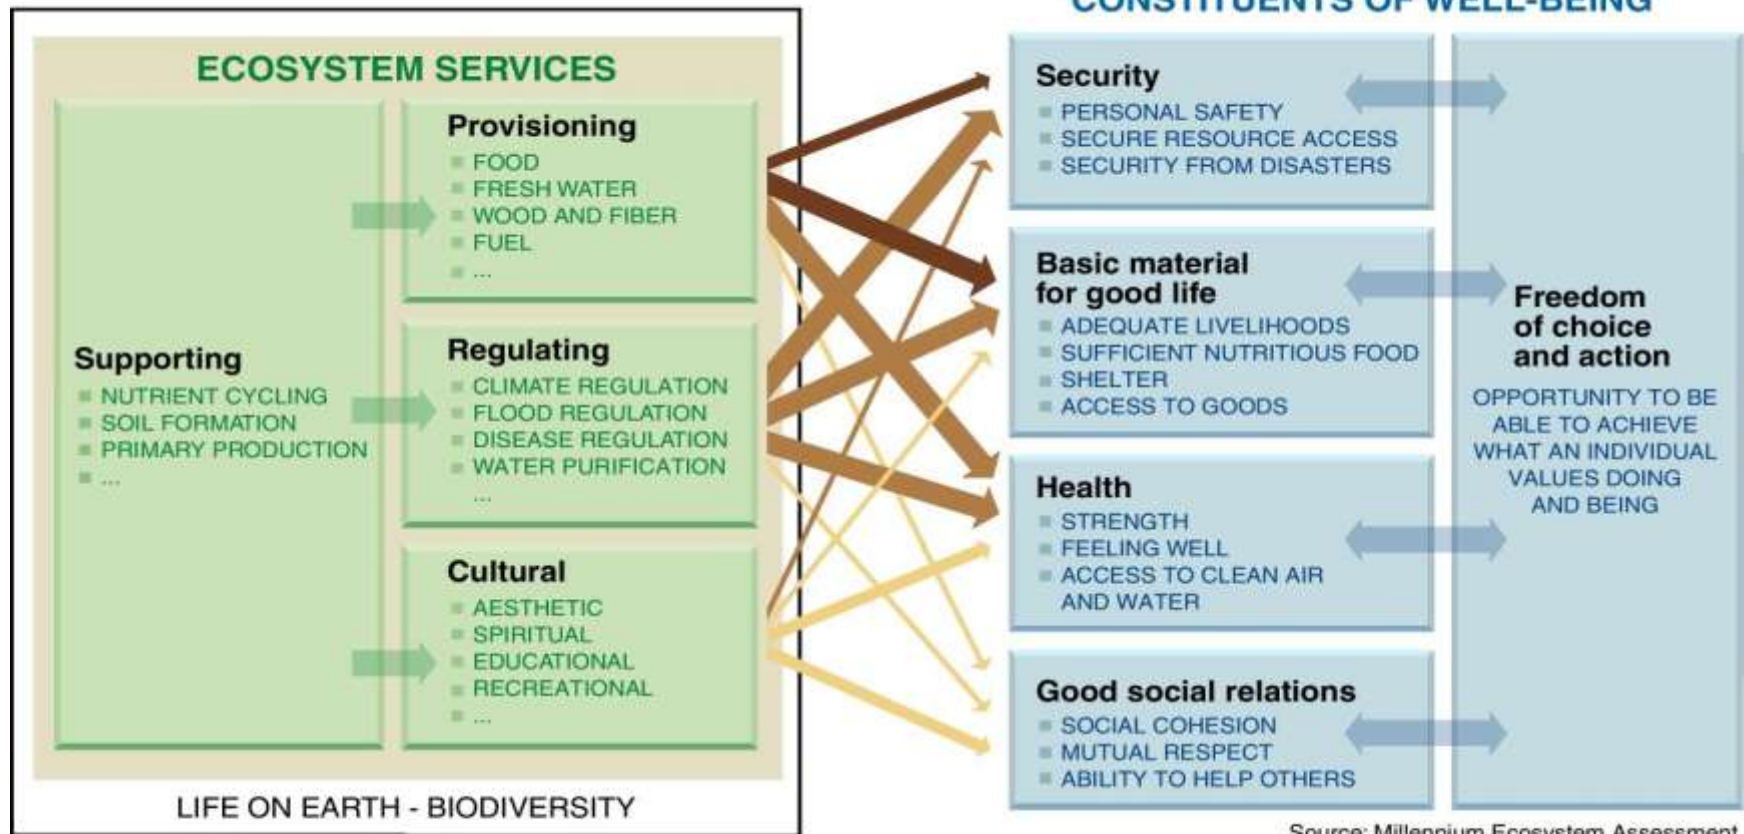 CONSTITUENTS OF WELL-BEING
ECOSYSTEM SERVICES
Supporting
NUTRIENT CYCLING
SOIL FORMATION
PRIMARY PRODUCTION
...
Provisioning
FOOD
FRESH WATER
WOOD AND FIBER
FUEL
...
Regulating
CLIMATE REGULATION
FLOOD REGULATION
DISEASE REGULATION
WATER PURIFICATION
...
Cultural
AESTHETIC
SPIRITUAL
EDUCATIONAL
RECREATIONAL
...
LIFE ON EARTH - BIODIVERSITY
Security
PERSONAL SAFETY
SECURE RESOURCE ACCESS
SECURITY FROM DISASTERS
Basic material
for good life
ADEQUATE LIVELIHOODS
SUFFICIENT NUTRITIOUS FOOD
SHELTER
ACCESS TO GOODS
Health
STRENGTH
FEELING WELL
ACCESS TO CLEAN AIR
AND WATER
Good social relations
SOCIAL COHESION
MUTUAL RESPECT
ABILITY TO HELP OTHERS
Freedom
of choice
and action
OPPORTUNITY TO BE
ABLE TO ACHIEVE
WHAT AN INDIVIDUAL
VALUES DOING
AND BEING
Source: Millennium Ecosystem Assessment